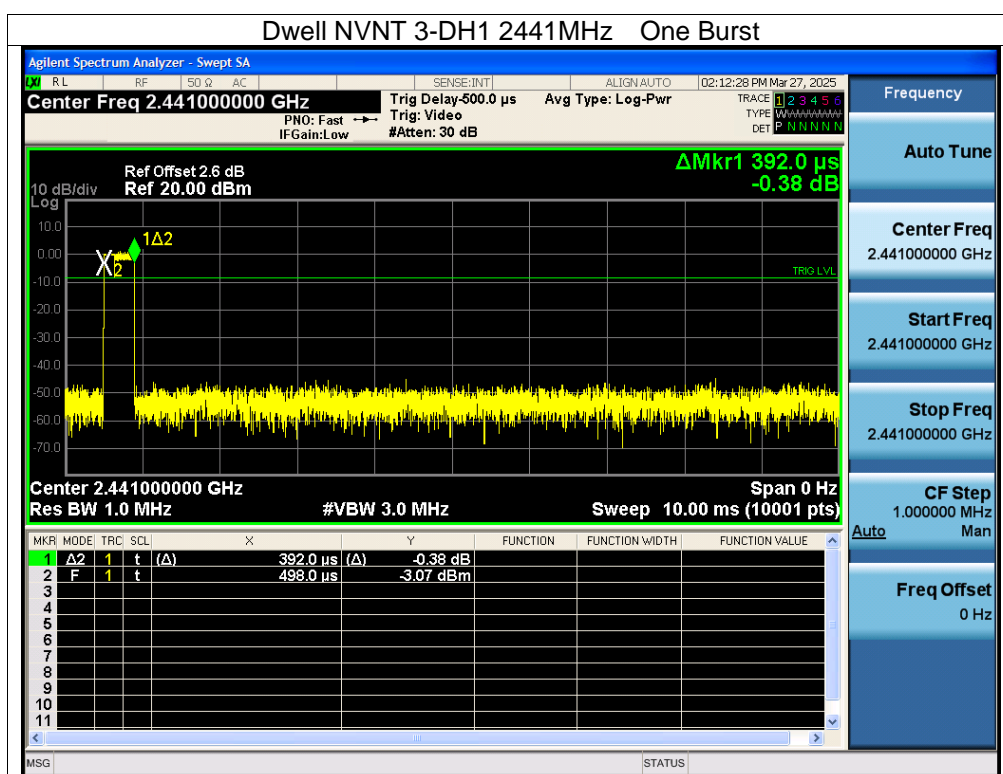 Dwell NVNT 3-DH1 2441MHz One Burst
Agilent Spectrum Analyzer - Swept SA
LXI RL RF 50 Ω AC SENSE:INT ALIGN AUTO 02:12:28 PM Mar 27, 2025
Center Freq 2.441000000 GHz
PNO: Fast
IFGain:Low
Trig Delay-500.0 µs
Trig: Video
#Atten: 30 dB
Avg Type: Log-Pwr
TRACE 1 2 3 4 5 6
TYPE WWWWWW
DET P N N N N N
ΔMkr1 392.0 µs
-0.38 dB
Ref Offset 2.6 dB
10 dB/div Ref 20.00 dBm
Log
10.0
0.00
-10.0
-20.0
-30.0
-40.0
-50.0
-60.0
-70.0
1Δ2
X2
TRIG LVL
Center 2.441000000 GHz Span 0 Hz
Res BW 1.0 MHz #VBW 3.0 MHz Sweep 10.00 ms (10001 pts)
MKR MODE TRC SCL X Y FUNCTION FUNCTION WIDTH FUNCTION VALUE
1 Δ2 1 t (Δ) 392.0 µs (Δ) -0.38 dB
2 F 1 t 498.0 µs -3.07 dBm
3
4
5
6
7
8
9
10
11
MSG STATUS
Frequency
Auto Tune
Center Freq
2.441000000 GHz
Start Freq
2.441000000 GHz
Stop Freq
2.441000000 GHz
CF Step
1.000000 MHz
Auto Man
Freq Offset
0 Hz